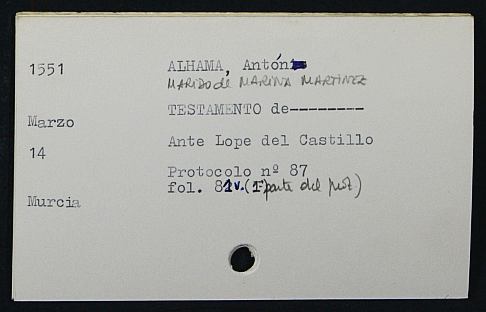 1551 ALHAMA, Antón
MARIDO de MARINA MARTINEZ
TESTAMENTO de--------
Marzo
Ante Lope del Castillo
14
Protocolo nº 87
fol. 81v. (1ª parte del prot)
Murcia